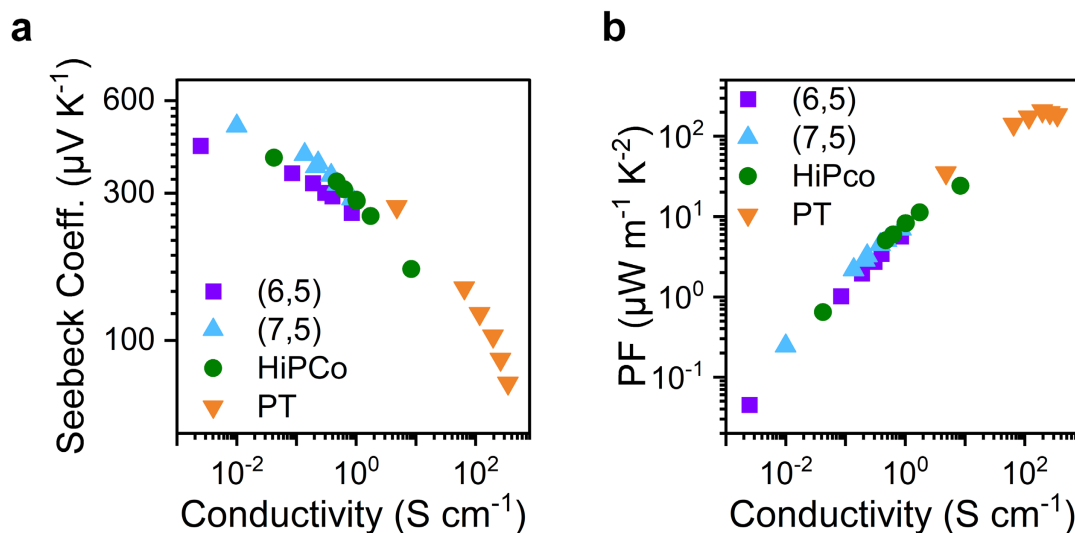 a
Seebeck Coeff. (µV K⁻¹)
600
300
100
(6,5)
(7,5)
HiPCo
PT
10⁻²
10⁰
10²
Conductivity (S cm⁻¹)
b
PF (µW m⁻¹ K⁻²)
10²
10¹
10⁰
10⁻¹
(6,5)
(7,5)
HiPco
PT
10⁻²
10⁰
10²
Conductivity (S cm⁻¹)